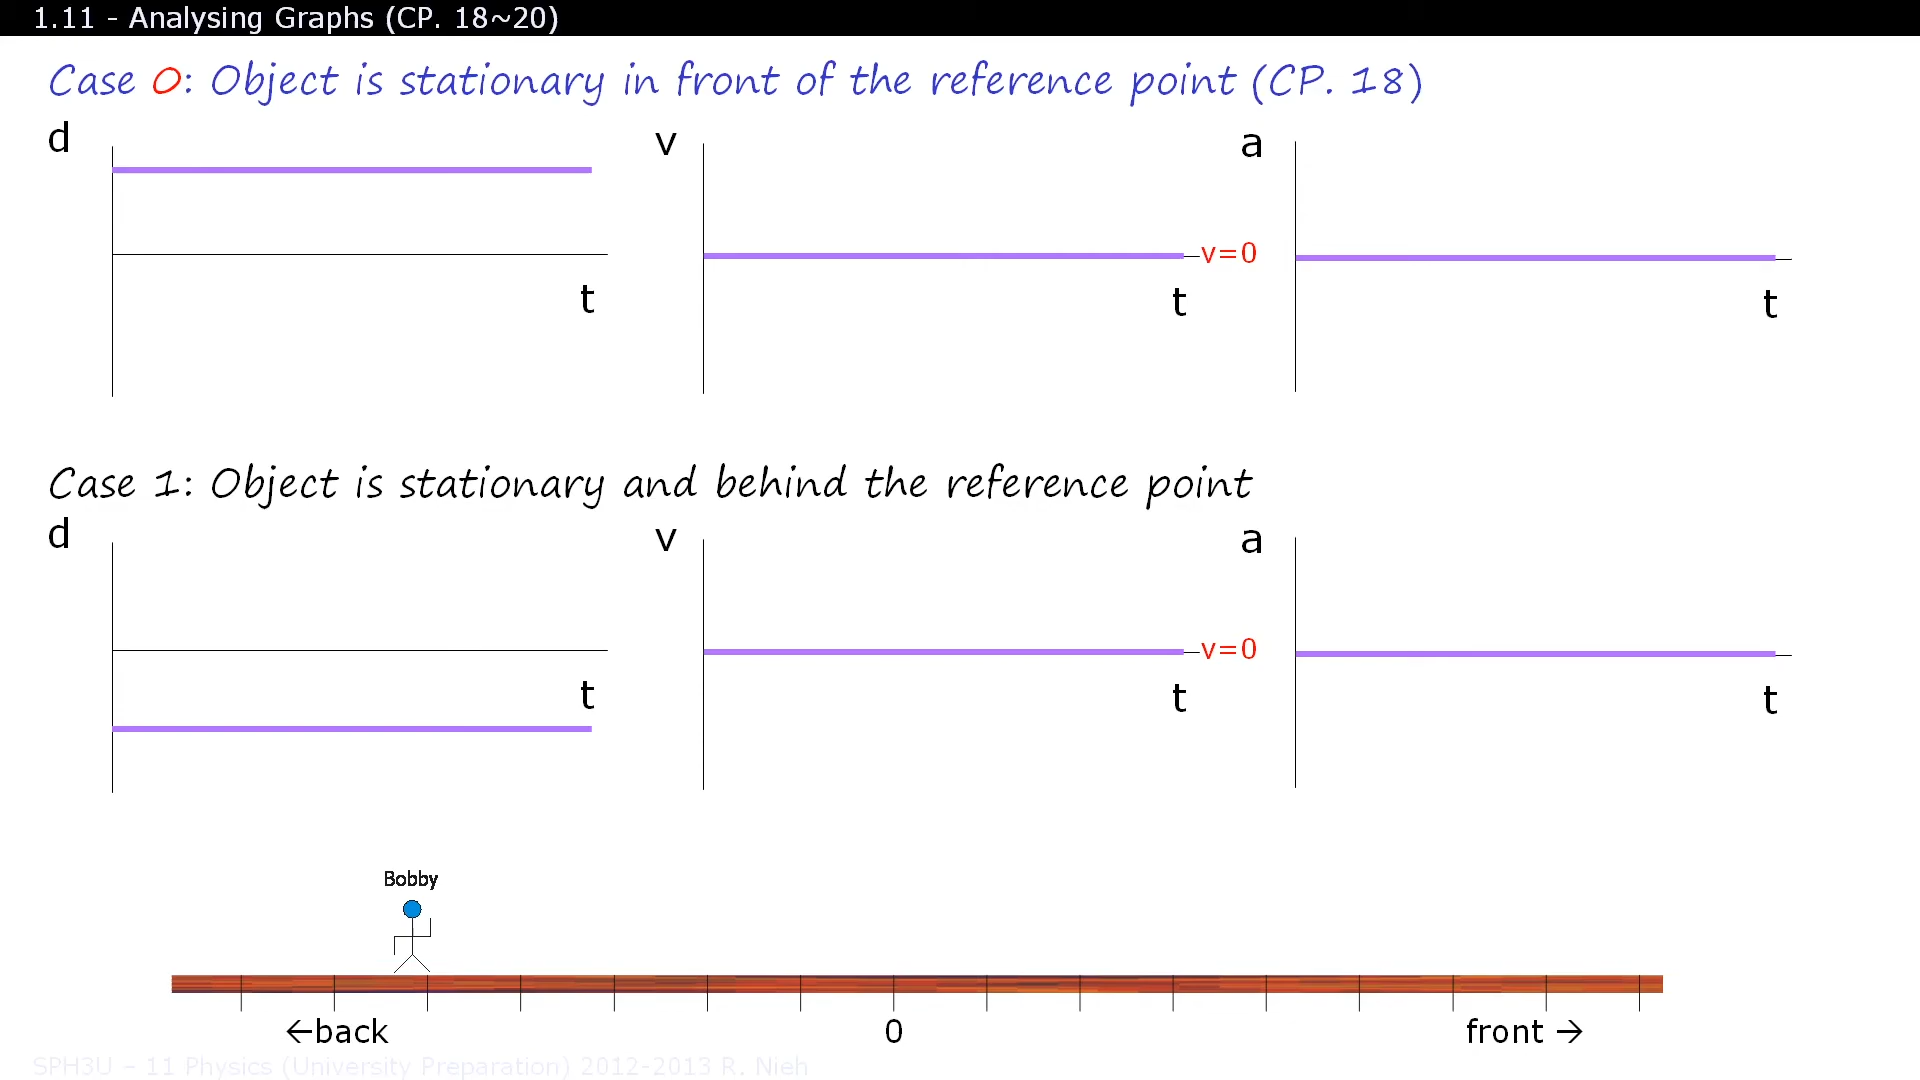 1.11 - Analysing Graphs (CP. 18~20)
Case 0: Object is stationary in front of the reference point (CP. 18)
d
v
a
v=0
t
t
t
Case 1: Object is stationary and behind the reference point
d
v
a
v=0
t
t
t
Bobby
←back
0
front →
SPH3U – 11 Physics (University Preparation) 2012-2013 R. Nieh